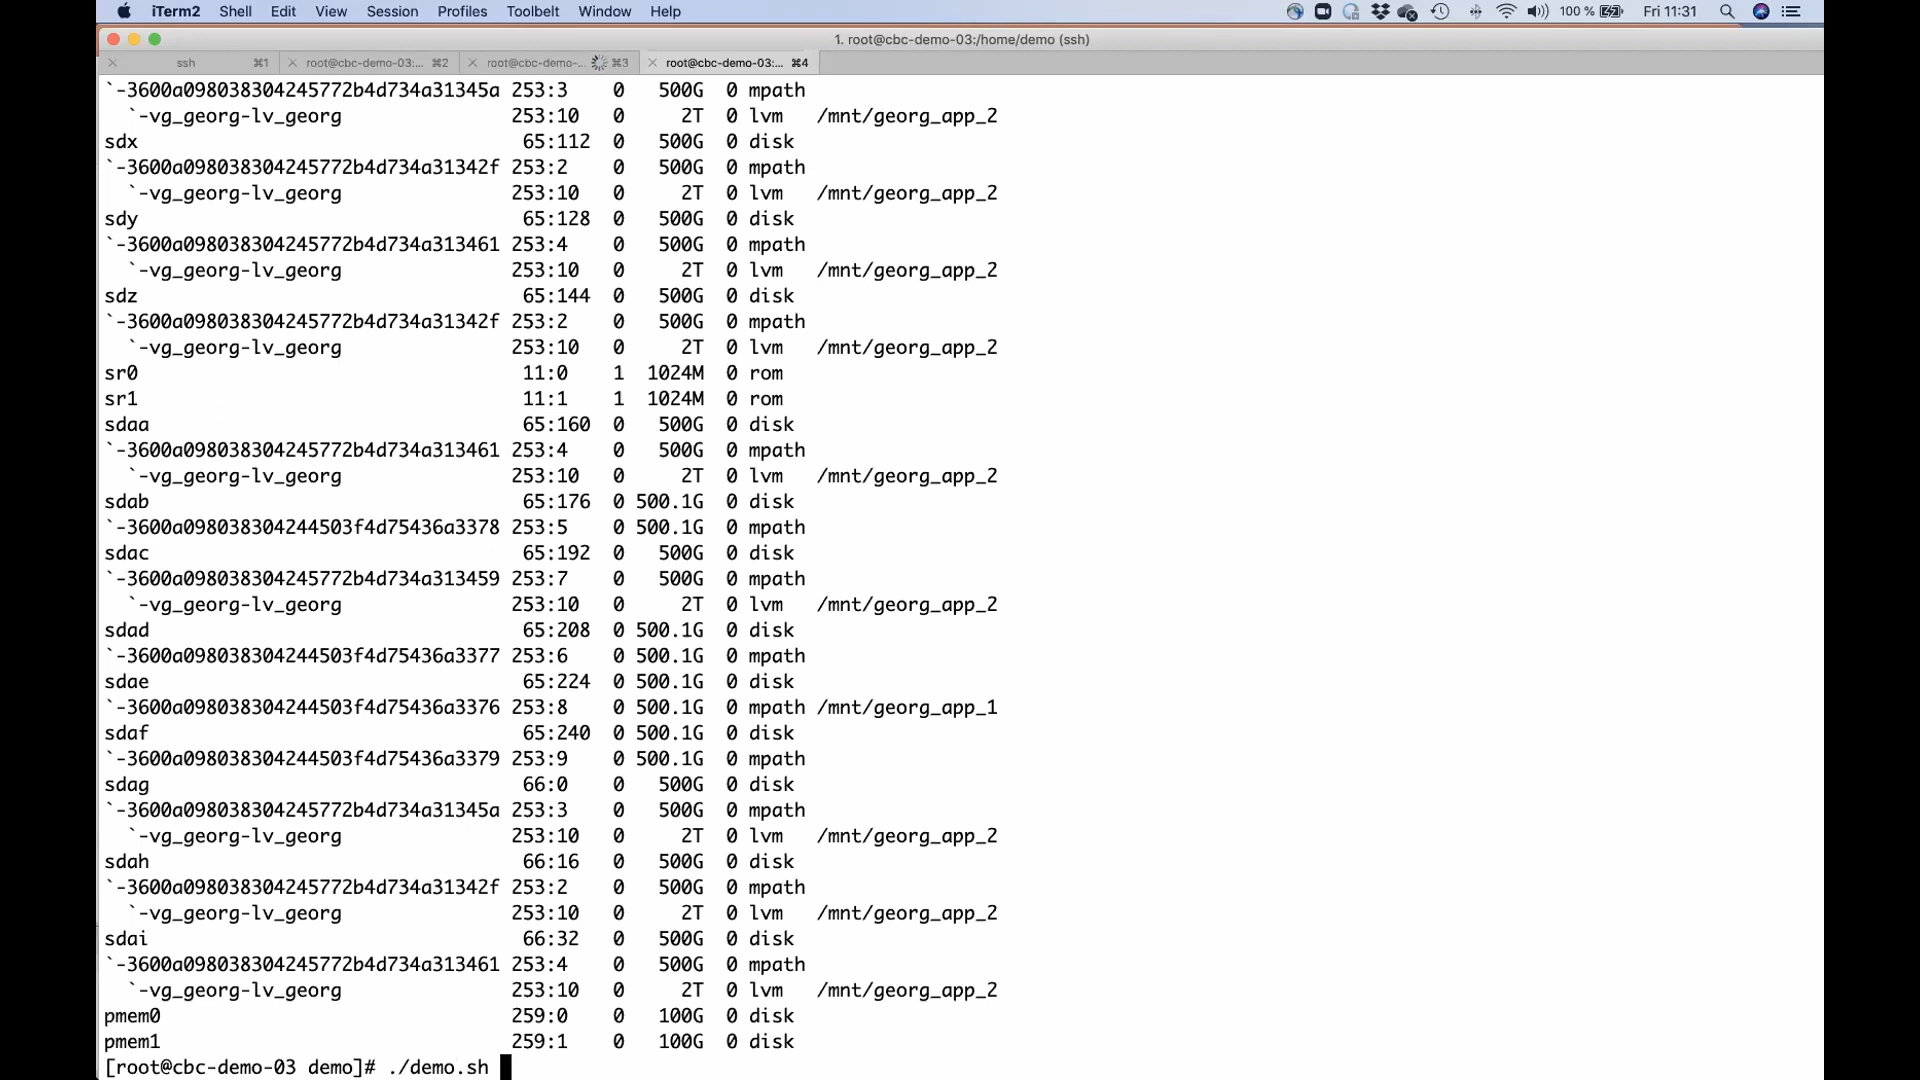 iTerm2 Shell Edit View Session Profiles Toolbelt Window Help 100 % Fri 11:31
1. root@cbc-demo-03:/home/demo (ssh)
ssh ⌘1 root@cbc-demo-03:... ⌘2 root@cbc-demo-... ⌘3 root@cbc-demo-03:... ⌘4
`-3600a098038304245772b4d734a31345a 253:3 0 500G 0 mpath
`-vg_georg-lv_georg 253:10 0 2T 0 lvm /mnt/georg_app_2
sdx 65:112 0 500G 0 disk
`-3600a098038304245772b4d734a31342f 253:2 0 500G 0 mpath
`-vg_georg-lv_georg 253:10 0 2T 0 lvm /mnt/georg_app_2
sdy 65:128 0 500G 0 disk
`-3600a098038304245772b4d734a313461 253:4 0 500G 0 mpath
`-vg_georg-lv_georg 253:10 0 2T 0 lvm /mnt/georg_app_2
sdz 65:144 0 500G 0 disk
`-3600a098038304245772b4d734a31342f 253:2 0 500G 0 mpath
`-vg_georg-lv_georg 253:10 0 2T 0 lvm /mnt/georg_app_2
sr0 11:0 1 1024M 0 rom
sr1 11:1 1 1024M 0 rom
sdaa 65:160 0 500G 0 disk
`-3600a098038304245772b4d734a313461 253:4 0 500G 0 mpath
`-vg_georg-lv_georg 253:10 0 2T 0 lvm /mnt/georg_app_2
sdab 65:176 0 500.1G 0 disk
`-3600a098038304244503f4d75436a3378 253:5 0 500.1G 0 mpath
sdac 65:192 0 500G 0 disk
`-3600a098038304245772b4d734a313459 253:7 0 500G 0 mpath
`-vg_georg-lv_georg 253:10 0 2T 0 lvm /mnt/georg_app_2
sdad 65:208 0 500.1G 0 disk
`-3600a098038304244503f4d75436a3377 253:6 0 500.1G 0 mpath
sdae 65:224 0 500.1G 0 disk
`-3600a098038304244503f4d75436a3376 253:8 0 500.1G 0 mpath /mnt/georg_app_1
sdaf 65:240 0 500.1G 0 disk
`-3600a098038304244503f4d75436a3379 253:9 0 500.1G 0 mpath
sdag 66:0 0 500G 0 disk
`-3600a098038304245772b4d734a31345a 253:3 0 500G 0 mpath
`-vg_georg-lv_georg 253:10 0 2T 0 lvm /mnt/georg_app_2
sdah 66:16 0 500G 0 disk
`-3600a098038304245772b4d734a31342f 253:2 0 500G 0 mpath
`-vg_georg-lv_georg 253:10 0 2T 0 lvm /mnt/georg_app_2
sdai 66:32 0 500G 0 disk
`-3600a098038304245772b4d734a313461 253:4 0 500G 0 mpath
`-vg_georg-lv_georg 253:10 0 2T 0 lvm /mnt/georg_app_2
pmem0 259:0 0 100G 0 disk
pmem1 259:1 0 100G 0 disk
[root@cbc-demo-03 demo]# ./demo.sh